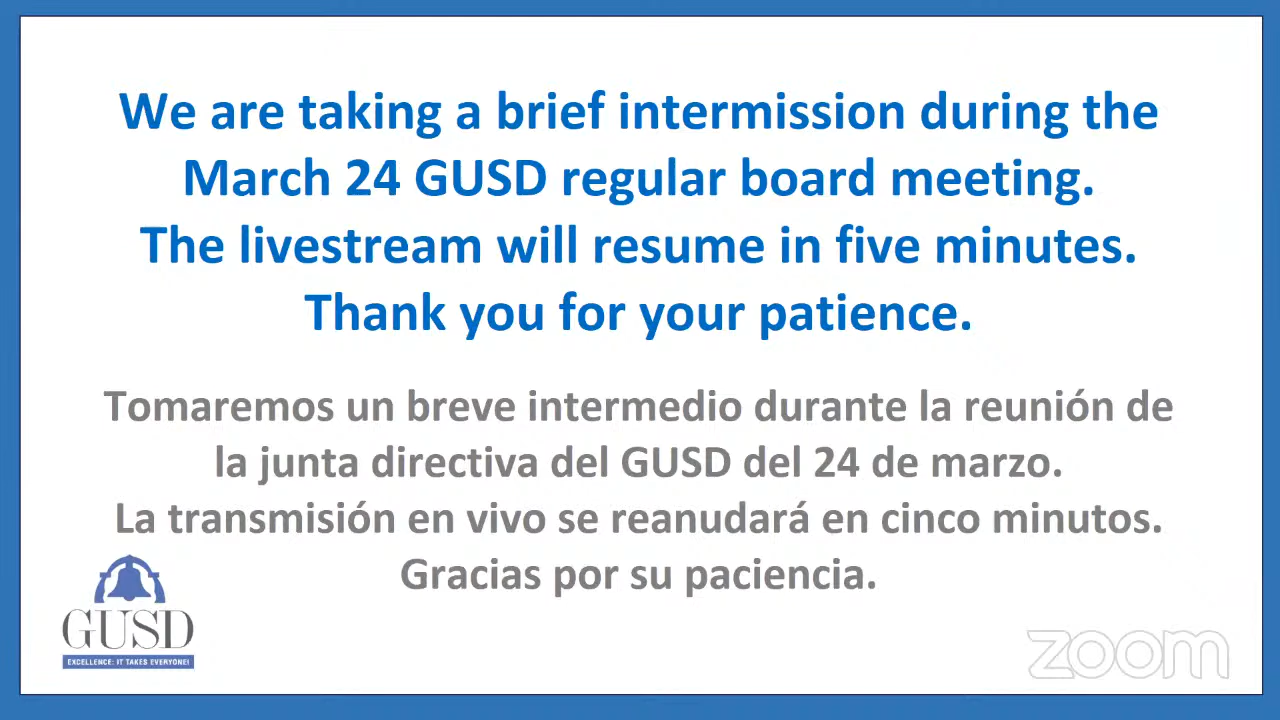 We are taking a brief intermission during the
March 24 GUSD regular board meeting.
The livestream will resume in five minutes.
Thank you for your patience.
Tomaremos un breve intermedio durante la reunión de
la junta directiva del GUSD del 24 de marzo.
La transmisión en vivo se reanudará en cinco minutos.
Gracias por su paciencia.
GUSD
EXCELLENCE: IT TAKES EVERYONE!
zoom